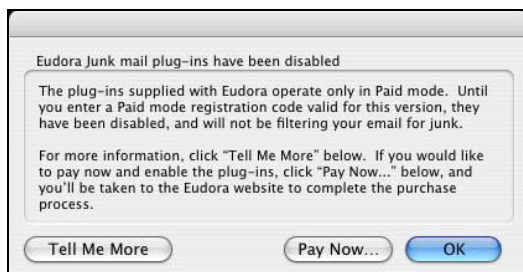 Eudora Junk mail plug-ins have been disabled
The plug-ins supplied with Eudora operate only in Paid mode. Until
you enter a Paid mode registration code valid for this version, they
have been disabled, and will not be filtering your email for junk.
For more information, click “Tell Me More” below. If you would like
to pay now and enable the plug-ins, click “Pay Now...” below, and
you’ll be taken to the Eudora website to complete the purchase
process.
Tell Me More
Pay Now...
OK